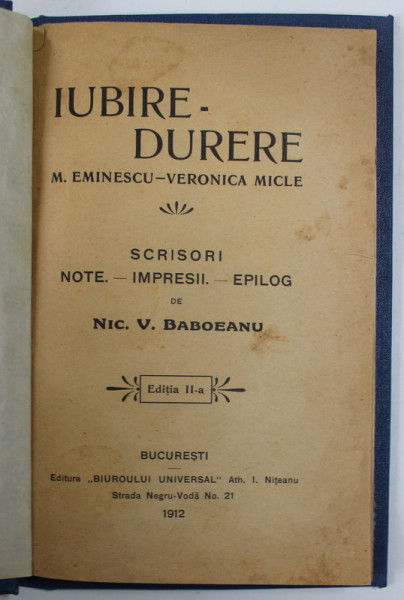 IUBIRE-
DURERE
M. EMINESCU—VERONICA MICLE
SCRISORI
NOTE. — IMPRESII. — EPILOG
DE
NIC. V. BABOEANU
Ediția II-a
BUCUREȘTI
Editura „BIUROULUI UNIVERSAL" Ath. I. Nițeanu
Strada Negru-Vodă No. 21
1912